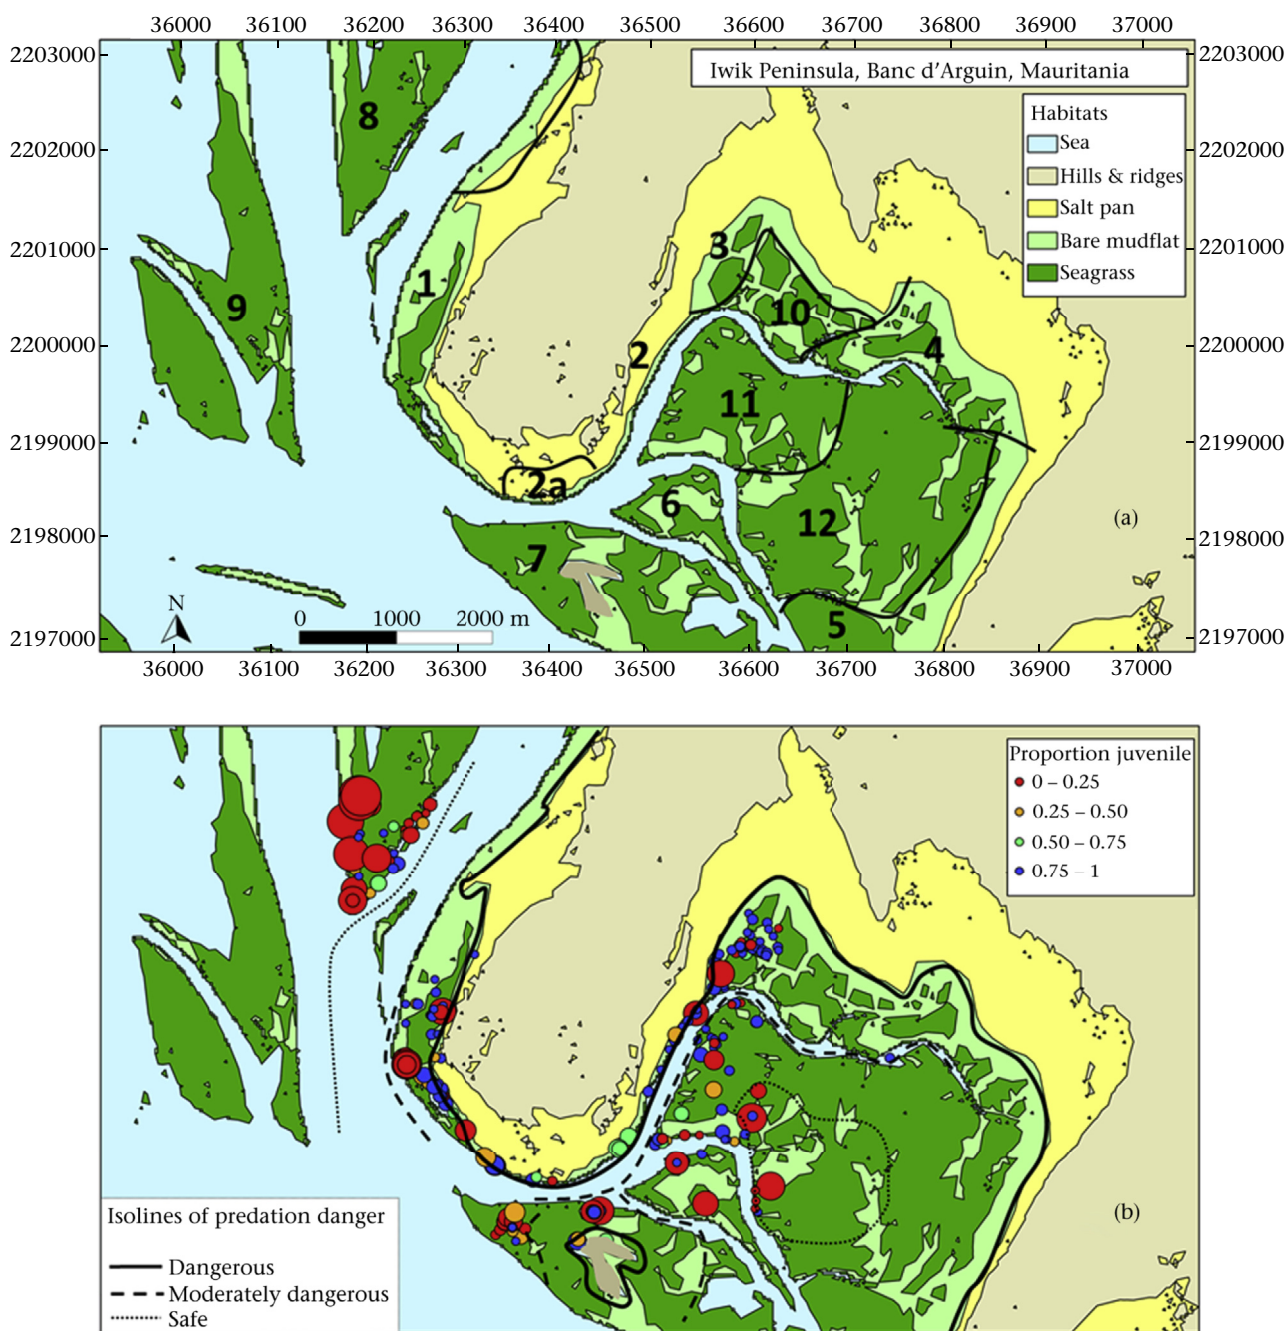 36000 36100 36200 36300 36400 36500 36600 36700 36800 36900 37000
2203000 2203000
Iwik Peninsula, Banc d'Arguin, Mauritania
Habitats
Sea
Hills & ridges
Salt pan
Bare mudflat
Seagrass
8
2202000 2202000
3
2201000 2201000
1
9
10
2200000 2200000
2
4
11
2199000 2199000
2a
6
12
(a)
2198000 2198000
7
N
0 1000 2000 m
5
2197000 2197000
36000 36100 36200 36300 36400 36500 36600 36700 36800 36900 37000
Proportion juvenile
0 – 0.25
0.25 – 0.50
0.50 – 0.75
0.75 – 1
(b)
Isolines of predation danger
Dangerous
Moderately dangerous
Safe